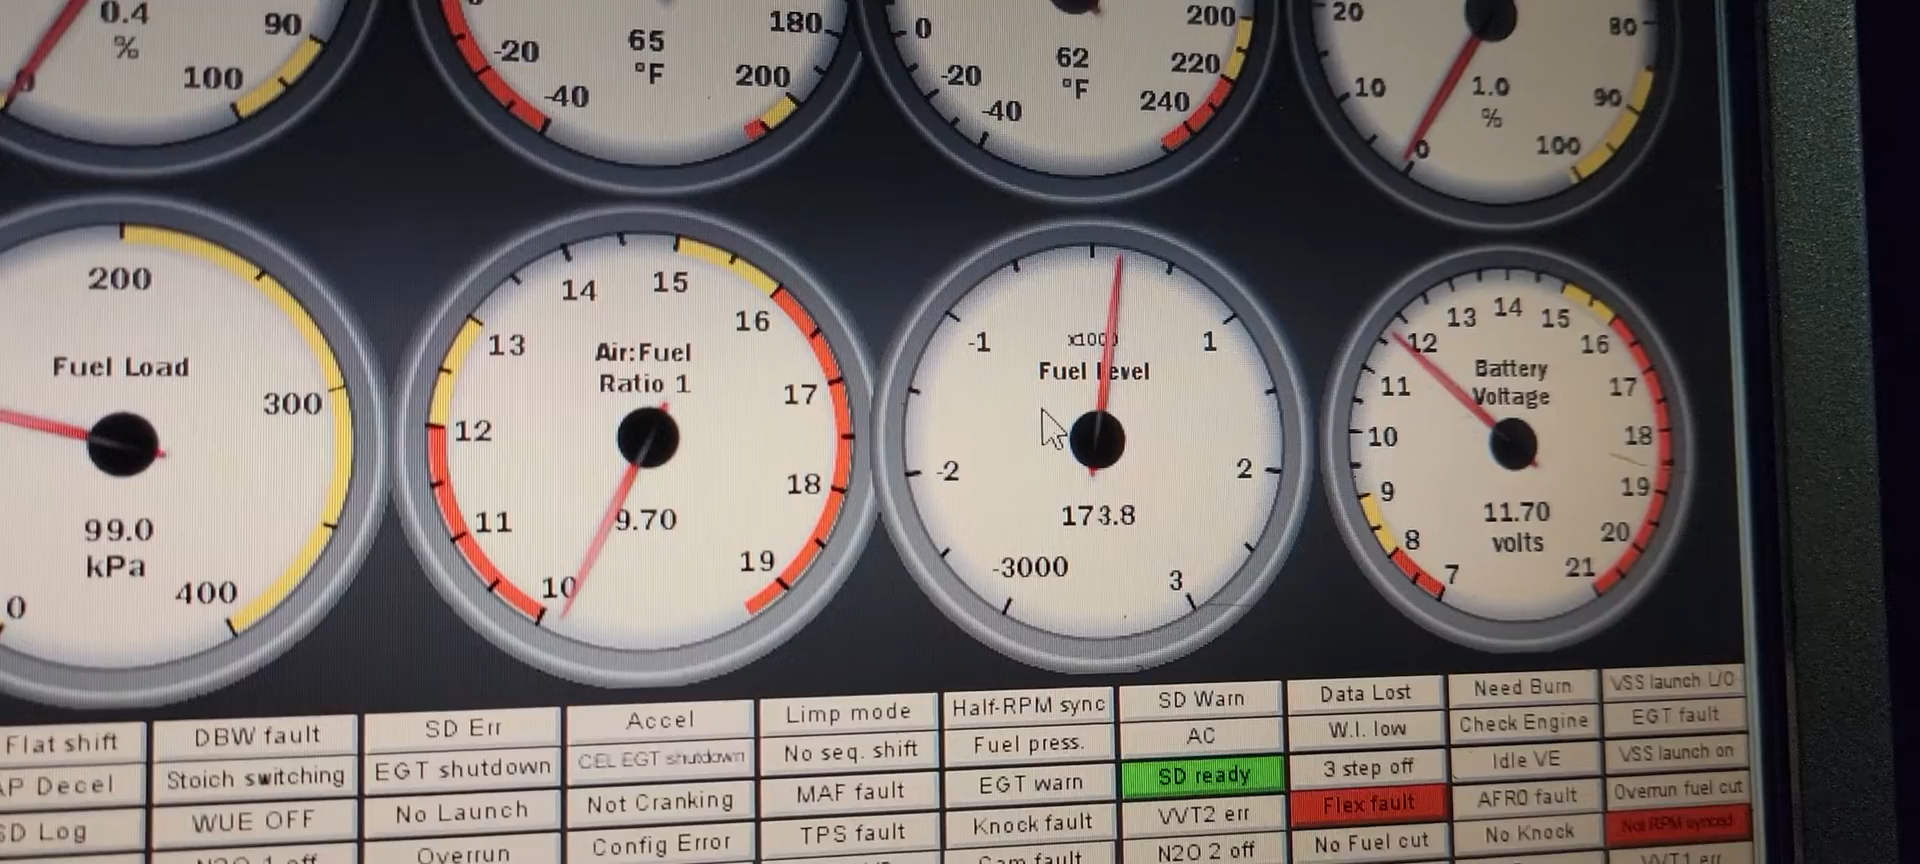 0.4
%
90
100
0
-20
-40
65
°F
180
200
0
-20
-40
62
°F
200
220
240
20
10
0
1.0
%
80
90
100
200
Fuel Load
300
99.0
kPa
400
0
14
15
13
16
Air:Fuel
Ratio 1
12
17
11
9.70
18
10
19
-1
x1000
1
Fuel Level
-2
2
173.8
-3000
3
13
14
15
12
16
Battery
Voltage
11
17
10
18
9
19
11.70
volts
8
20
7
21
Flat shift
DBW fault
SD Err
Accel
Limp mode
Half-RPM sync
SD Warn
Data Lost
Need Burn
VSS launch L/O
AP Decel
Stoich switching
EGT shutdown
CEL EGT shutdown
No seq. shift
Fuel press.
AC
W.I. low
Check Engine
EGT fault
SD Log
WUE OFF
No Launch
Not Cranking
MAF fault
EGT warn
SD ready
3 step off
Idle VE
VSS launch on
N2O 1 off
Overrun
Config Error
TPS fault
Knock fault
VVT2 err
Flex fault
AFR0 fault
Overrun fuel cut
Cam fault
N2O 2 off
No Fuel cut
No Knock
Not RPM synced
VVT1 err